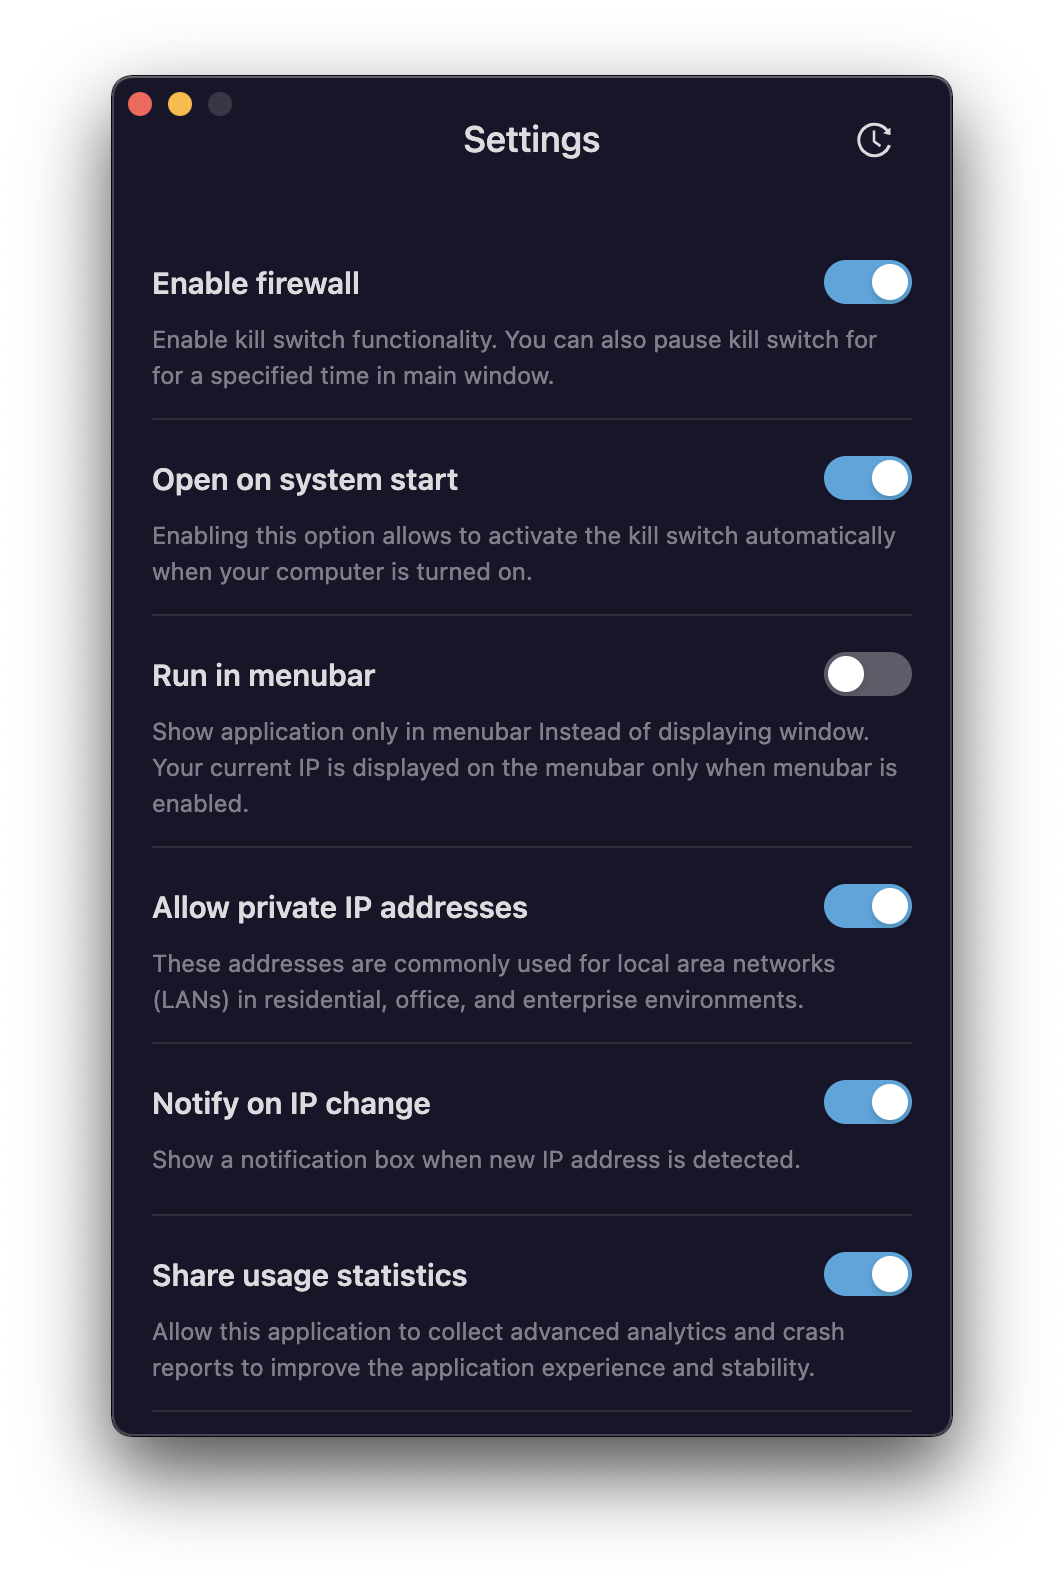 Settings
Enable firewall
Enable kill switch functionality. You can also pause kill switch for
for a specified time in main window.
Open on system start
Enabling this option allows to activate the kill switch automatically
when your computer is turned on.
Run in menubar
Show application only in menubar Instead of displaying window.
Your current IP is displayed on the menubar only when menubar is
enabled.
Allow private IP addresses
These addresses are commonly used for local area networks
(LANs) in residential, office, and enterprise environments.
Notify on IP change
Show a notification box when new IP address is detected.
Share usage statistics
Allow this application to collect advanced analytics and crash
reports to improve the application experience and stability.